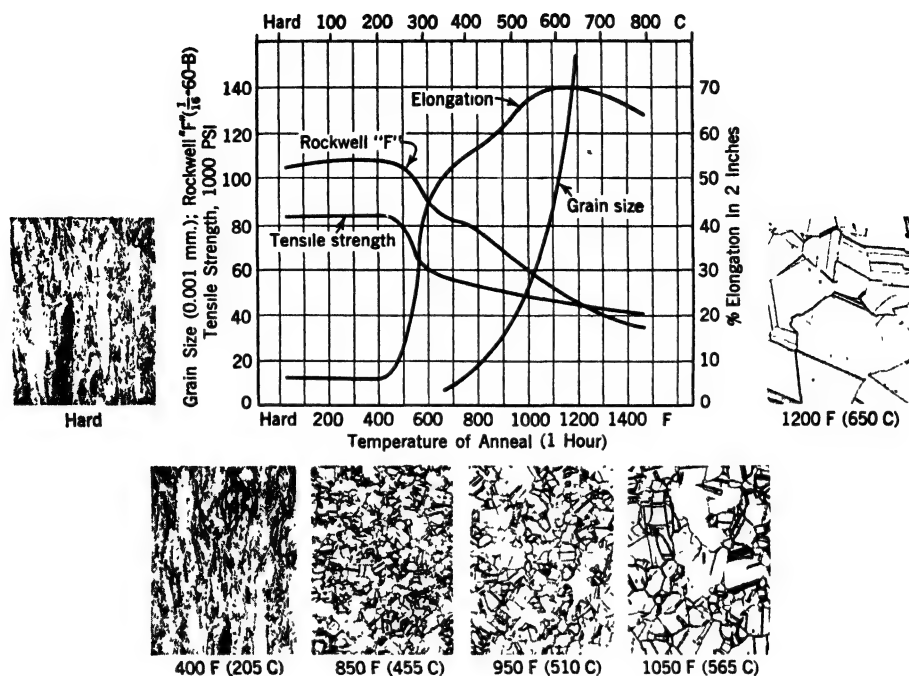 Hard 100 200 300 400 500 600 700 800 C
Grain Size (0.001 mm.); Rockwell "F" (1/16"-60-B)
Tensile Strength, 1000 PSI
140
120
100
80
60
40
20
0
Elongation
Rockwell "F"
Tensile strength
Grain size
70
60
50
40
30
20
10
0
% Elongation In 2 Inches
Hard 200 400 600 800 1000 1200 1400 F
Temperature of Anneal (1 Hour)
Hard
1200 F (650 C)
400 F (205 C) 850 F (455 C) 950 F (510 C) 1050 F (565 C)